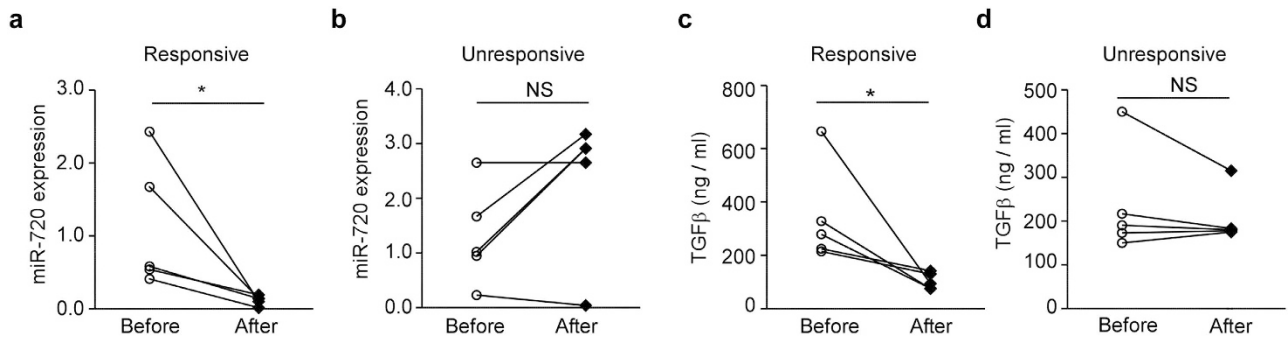 a
Responsive
*
miR-720 expression
3.0
2.0
1.0
0.0
Before After
b
Unresponsive
NS
miR-720 expression
4.0
3.0
2.0
1.0
0.0
Before After
c
Responsive
*
TGFβ (ng / ml)
800
600
400
200
0
Before After
d
Unresponsive
NS
TGFβ (ng / ml)
500
400
300
200
100
0
Before After